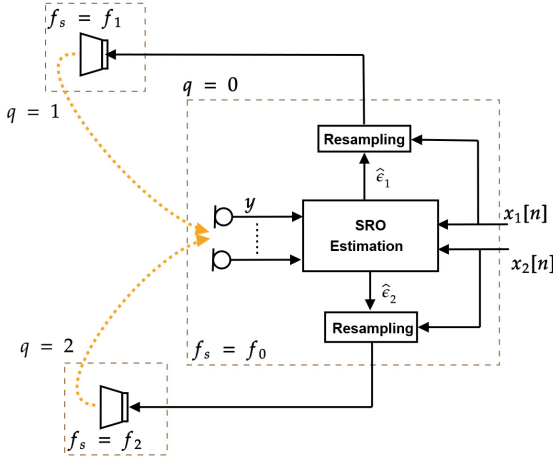 f_s = f_1
q = 0
q = 1
Resampling
ϵ̂_1
y
x_1[n]
SRO
Estimation
x_2[n]
ϵ̂_2
Resampling
q = 2
f_s = f_0
f_s = f_2